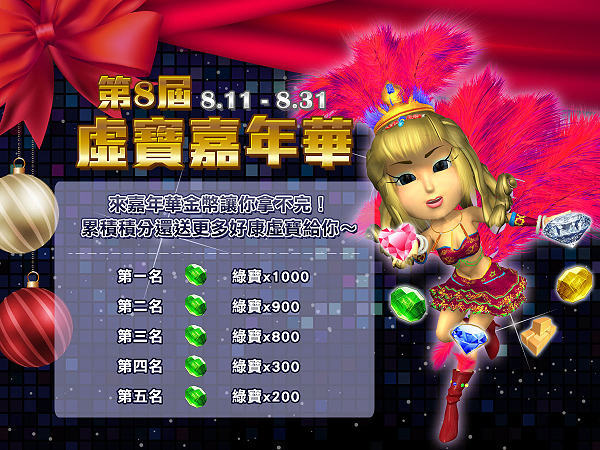 第8屆 8.11 - 8.31
虛寶嘉年華
來嘉年華金幣讓你拿不完！
累積積分還送更多好康虛寶給你～
第一名 綠寶x1000
第二名 綠寶x900
第三名 綠寶x800
第四名 綠寶x300
第五名 綠寶x200